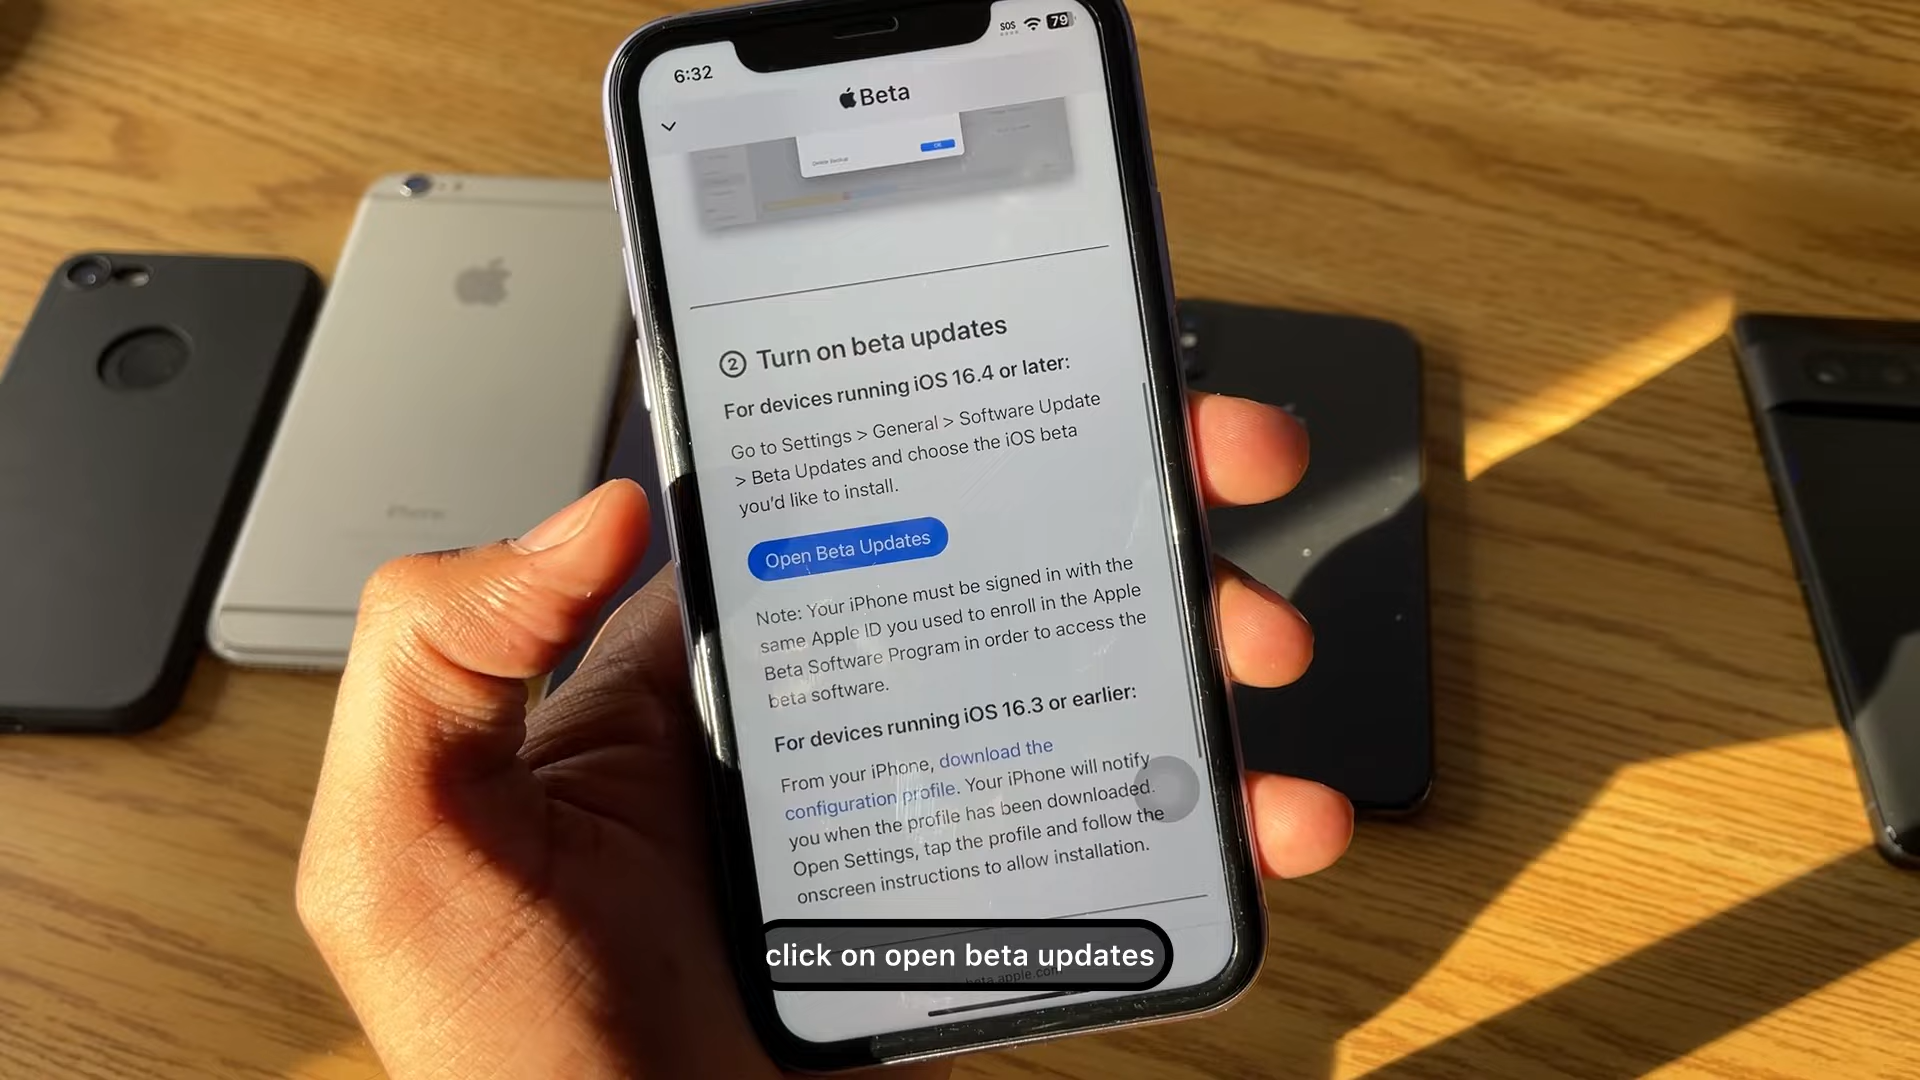 6:32
SOS
79
Beta
OK
② Turn on beta updates
For devices running iOS 16.4 or later:
Go to Settings > General > Software Update
> Beta Updates and choose the iOS beta
you'd like to install.
Open Beta Updates
Note: Your iPhone must be signed in with the
same Apple ID you used to enroll in the Apple
Beta Software Program in order to access the
beta software.
For devices running iOS 16.3 or earlier:
From your iPhone, download the
configuration profile. Your iPhone will notify
you when the profile has been downloaded.
Open Settings, tap the profile and follow the
onscreen instructions to allow installation.
click on open beta updates
beta.apple.com
iPhone